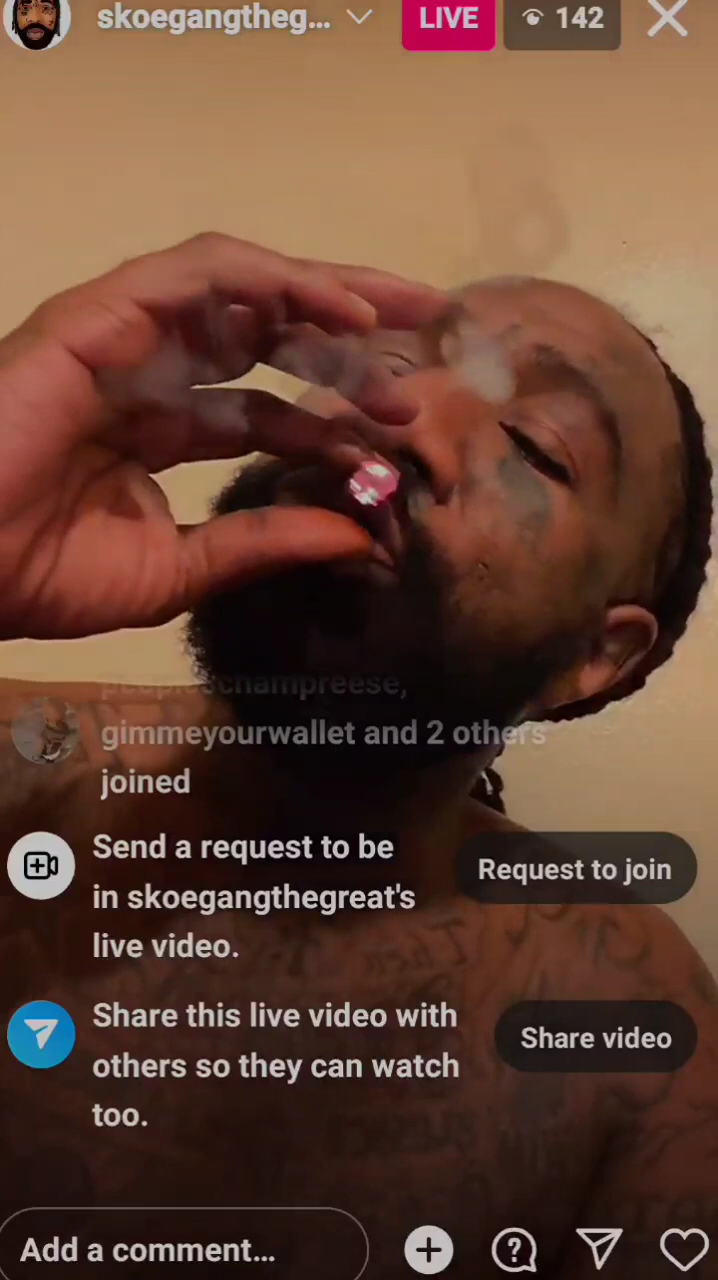 skoegangtheg...
LIVE
142
peopleschampreese,
gimmeyourwallet and 2 others
joined
Send a request to be
in skoegangthegreat's
live video.
Request to join
Share this live video with
others so they can watch
too.
Share video
Add a comment...